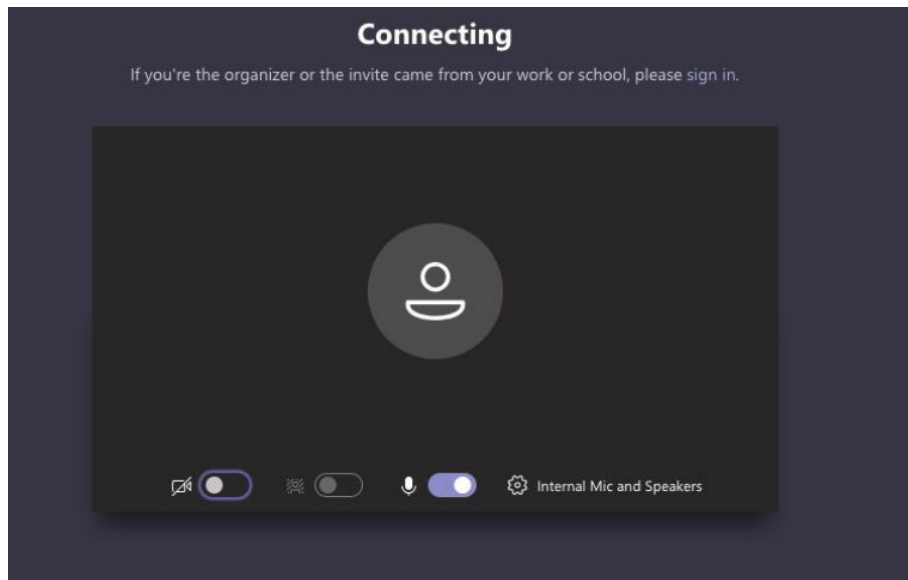 Connecting
If you're the organizer or the invite came from your work or school, please sign in.
Internal Mic and Speakers